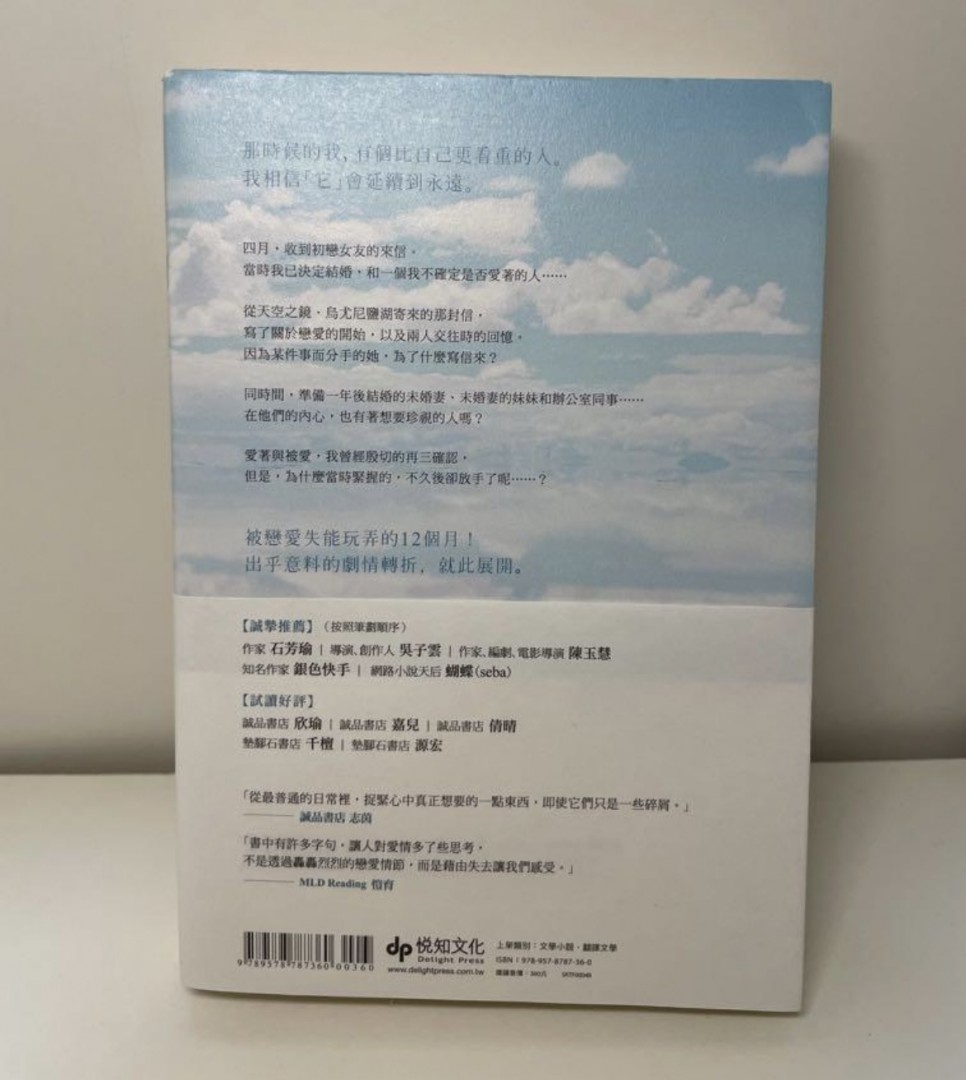 那時候的我，有個比自己更看重的人。
我相信「它」會延續到永遠。
四月，收到初戀女友的來信，
當時我已決定結婚，和一個我不確定是否愛著的人……
從天空之鏡．烏尤尼鹽湖寄來的那封信，
寫了關於戀愛的開始，以及兩人交往時的回憶。
因為某件事而分手的她，為了什麼寫信來？
同時間，準備一年後結婚的未婚妻、未婚妻的妹妹和辦公室同事……
在他們的內心，也有著想要珍視的人嗎？
愛著與被愛，我曾經殷切的再三確認，
但是，為什麼當時緊握的，不久後卻放手了呢……？
被戀愛失能玩弄的12個月！
出乎意料的劇情轉折，就此展開。
【誠摯推薦】（按照筆劃順序）
作家 石芳瑜｜導演、創作人 吳子雲｜作家、編劇、電影導演 陳玉慧
知名作家 銀色快手｜網路小說天后 蝴蝶(seba)
【試讀好評】
誠品書店 欣瑜｜誠品書店 嘉兒｜誠品書店 倩晴
墊腳石書店 千檀｜墊腳石書店 源宏
「從最普通的日常裡，捉緊心中真正想要的一點東西，即使它們只是一些碎屑。」
——— 誠品書店 志茵
「書中有許多字句，讓人對愛情多了些思考，
不是透過轟轟烈烈的戀愛情節，而是藉由失去讓我們感受。」
——— MLD Reading 愷育
9 789578 787360 00360
dp 悦知文化
Delight Press
www.delightpress.com.tw
上架類別：文學小說、翻譯文學
ISBN：978-957-8787-36-0
建議售價：360元